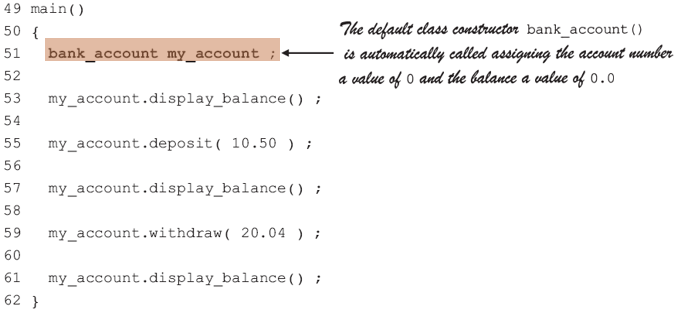 49 main()
50 {
51 bank_account my_account ;
The default class constructor bank_account()
is automatically called assigning the account number
a value of 0 and the balance a value of 0.0
52
53 my_account.display_balance() ;
54
55 my_account.deposit( 10.50 ) ;
56
57 my_account.display_balance() ;
58
59 my_account.withdraw( 20.04 ) ;
60
61 my_account.display_balance() ;
62 }